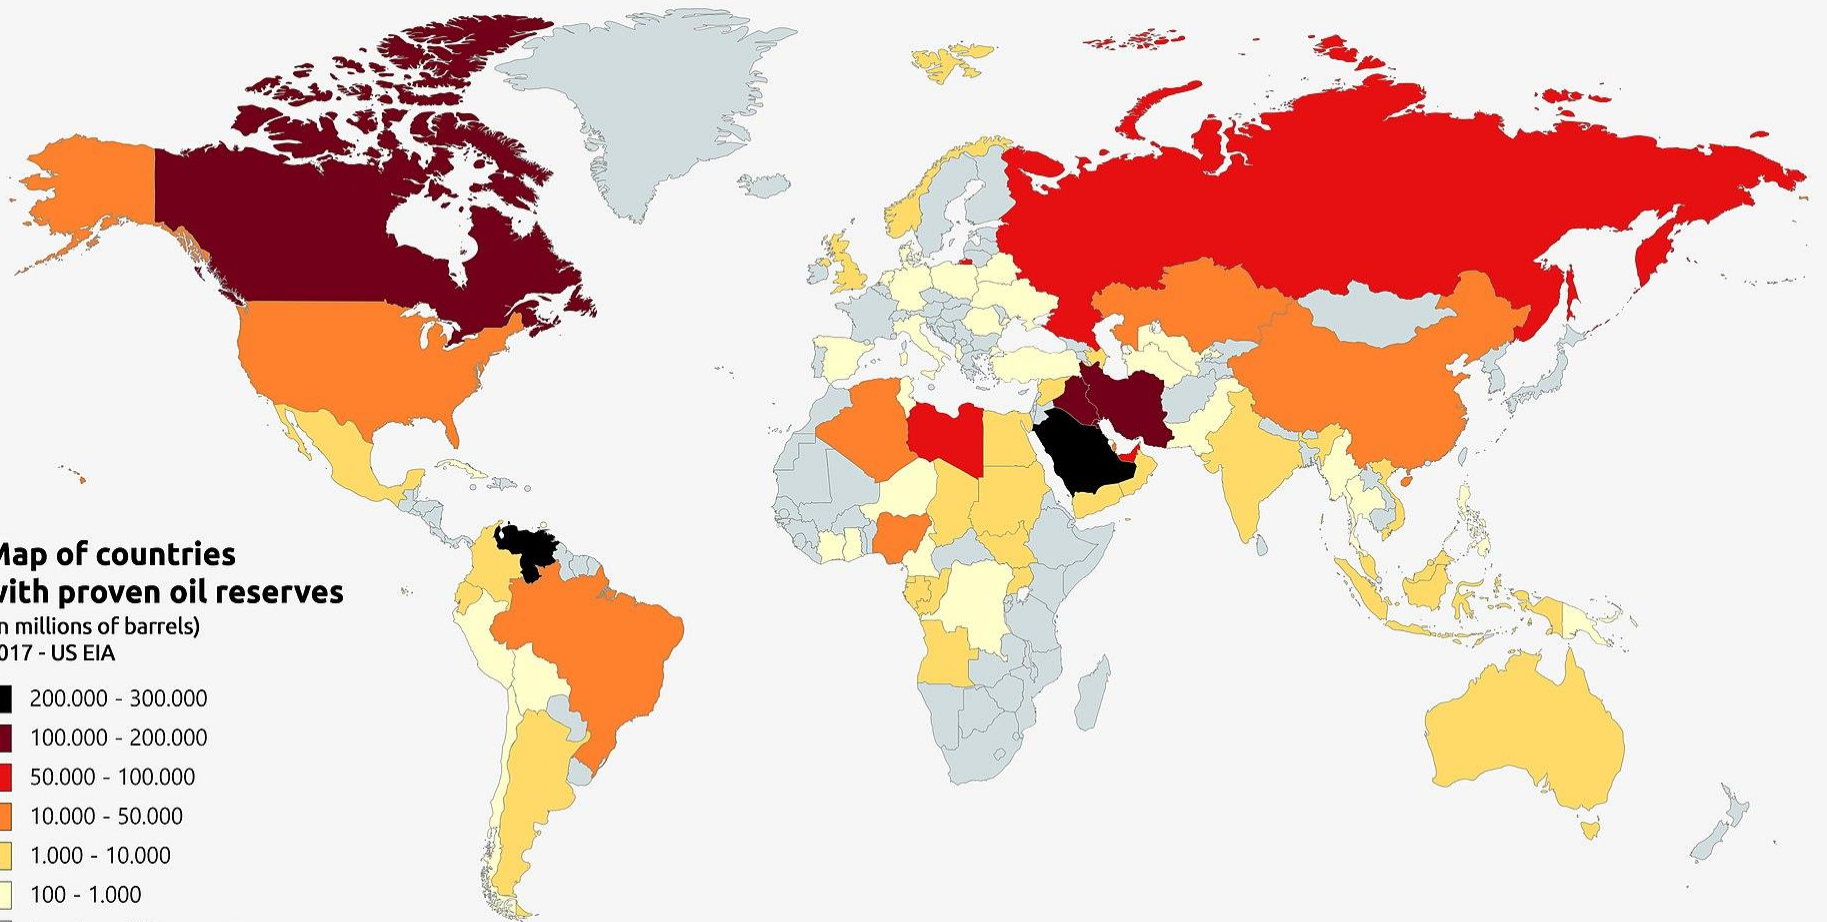 Map of countries
with proven oil reserves
n millions of barrels)
017 - US EIA
200.000 - 300.000
100.000 - 200.000
50.000 - 100.000
10.000 - 50.000
1.000 - 10.000
100 - 1.000